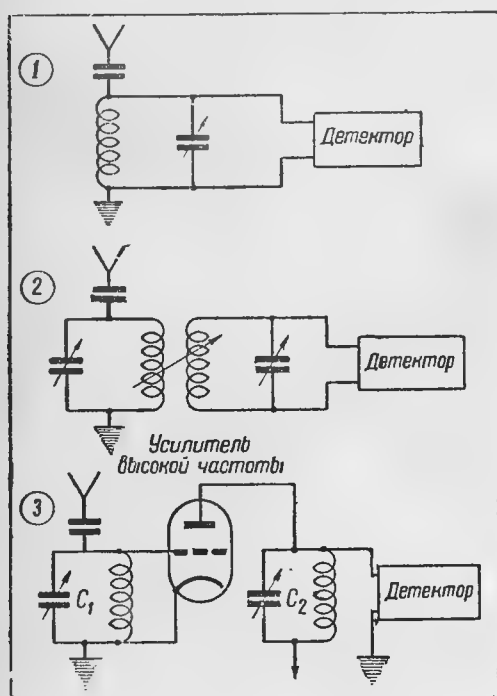 1
Детектор
2
Детектор
Усилитель
высокой частоты
3
C₁
C₂
Детектор